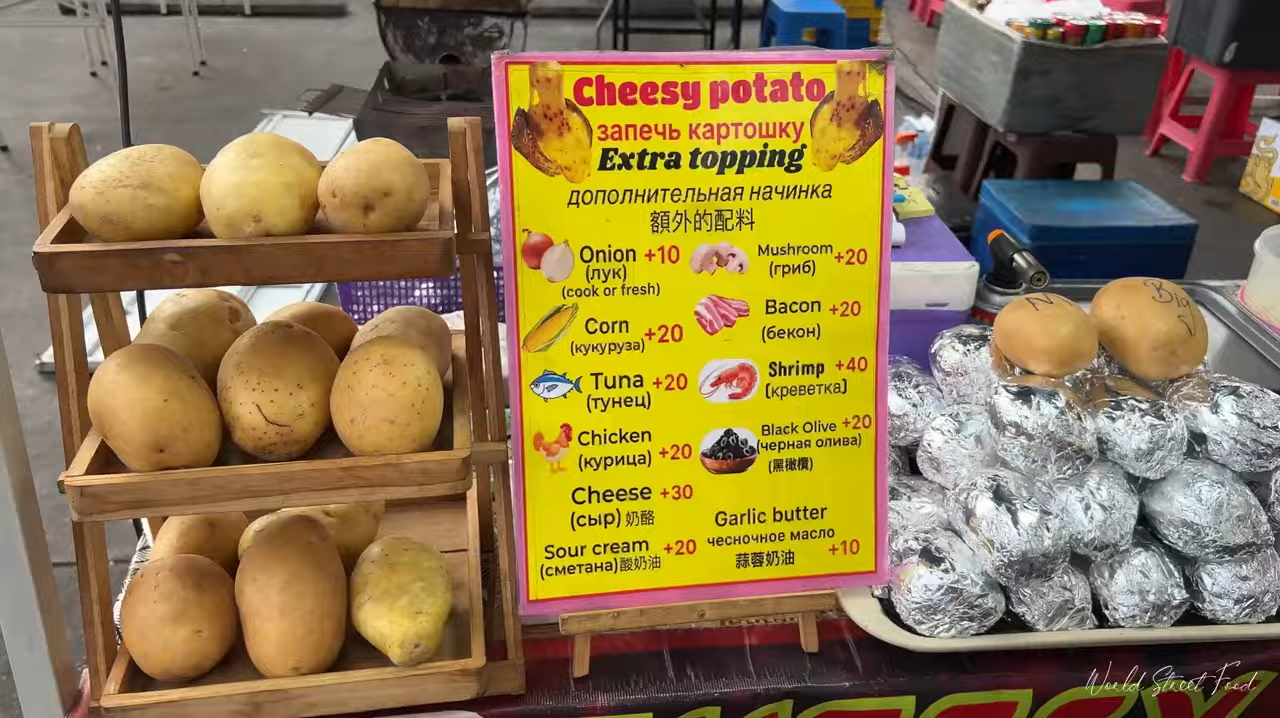 Cheesy potato
запечь картошку
Extra topping
дополнительная начинка
額外的配料
Onion +10
(лук)
(cook or fresh)
Corn
(кукуруза) +20
Tuna +20
(тунец)
Chicken
(курица) +20
Cheese +30
(сыр) 奶酪
Sour cream +20
(сметана) 酸奶油
Mushroom +20
(гриб)
Bacon +20
(бекон)
Shrimp +40
(креветка)
Black Olive +20
(черная олива)
(黑橄欖)
Garlic butter
чесночное масло
蒜蓉奶油 +10
N
Big
World Street Food